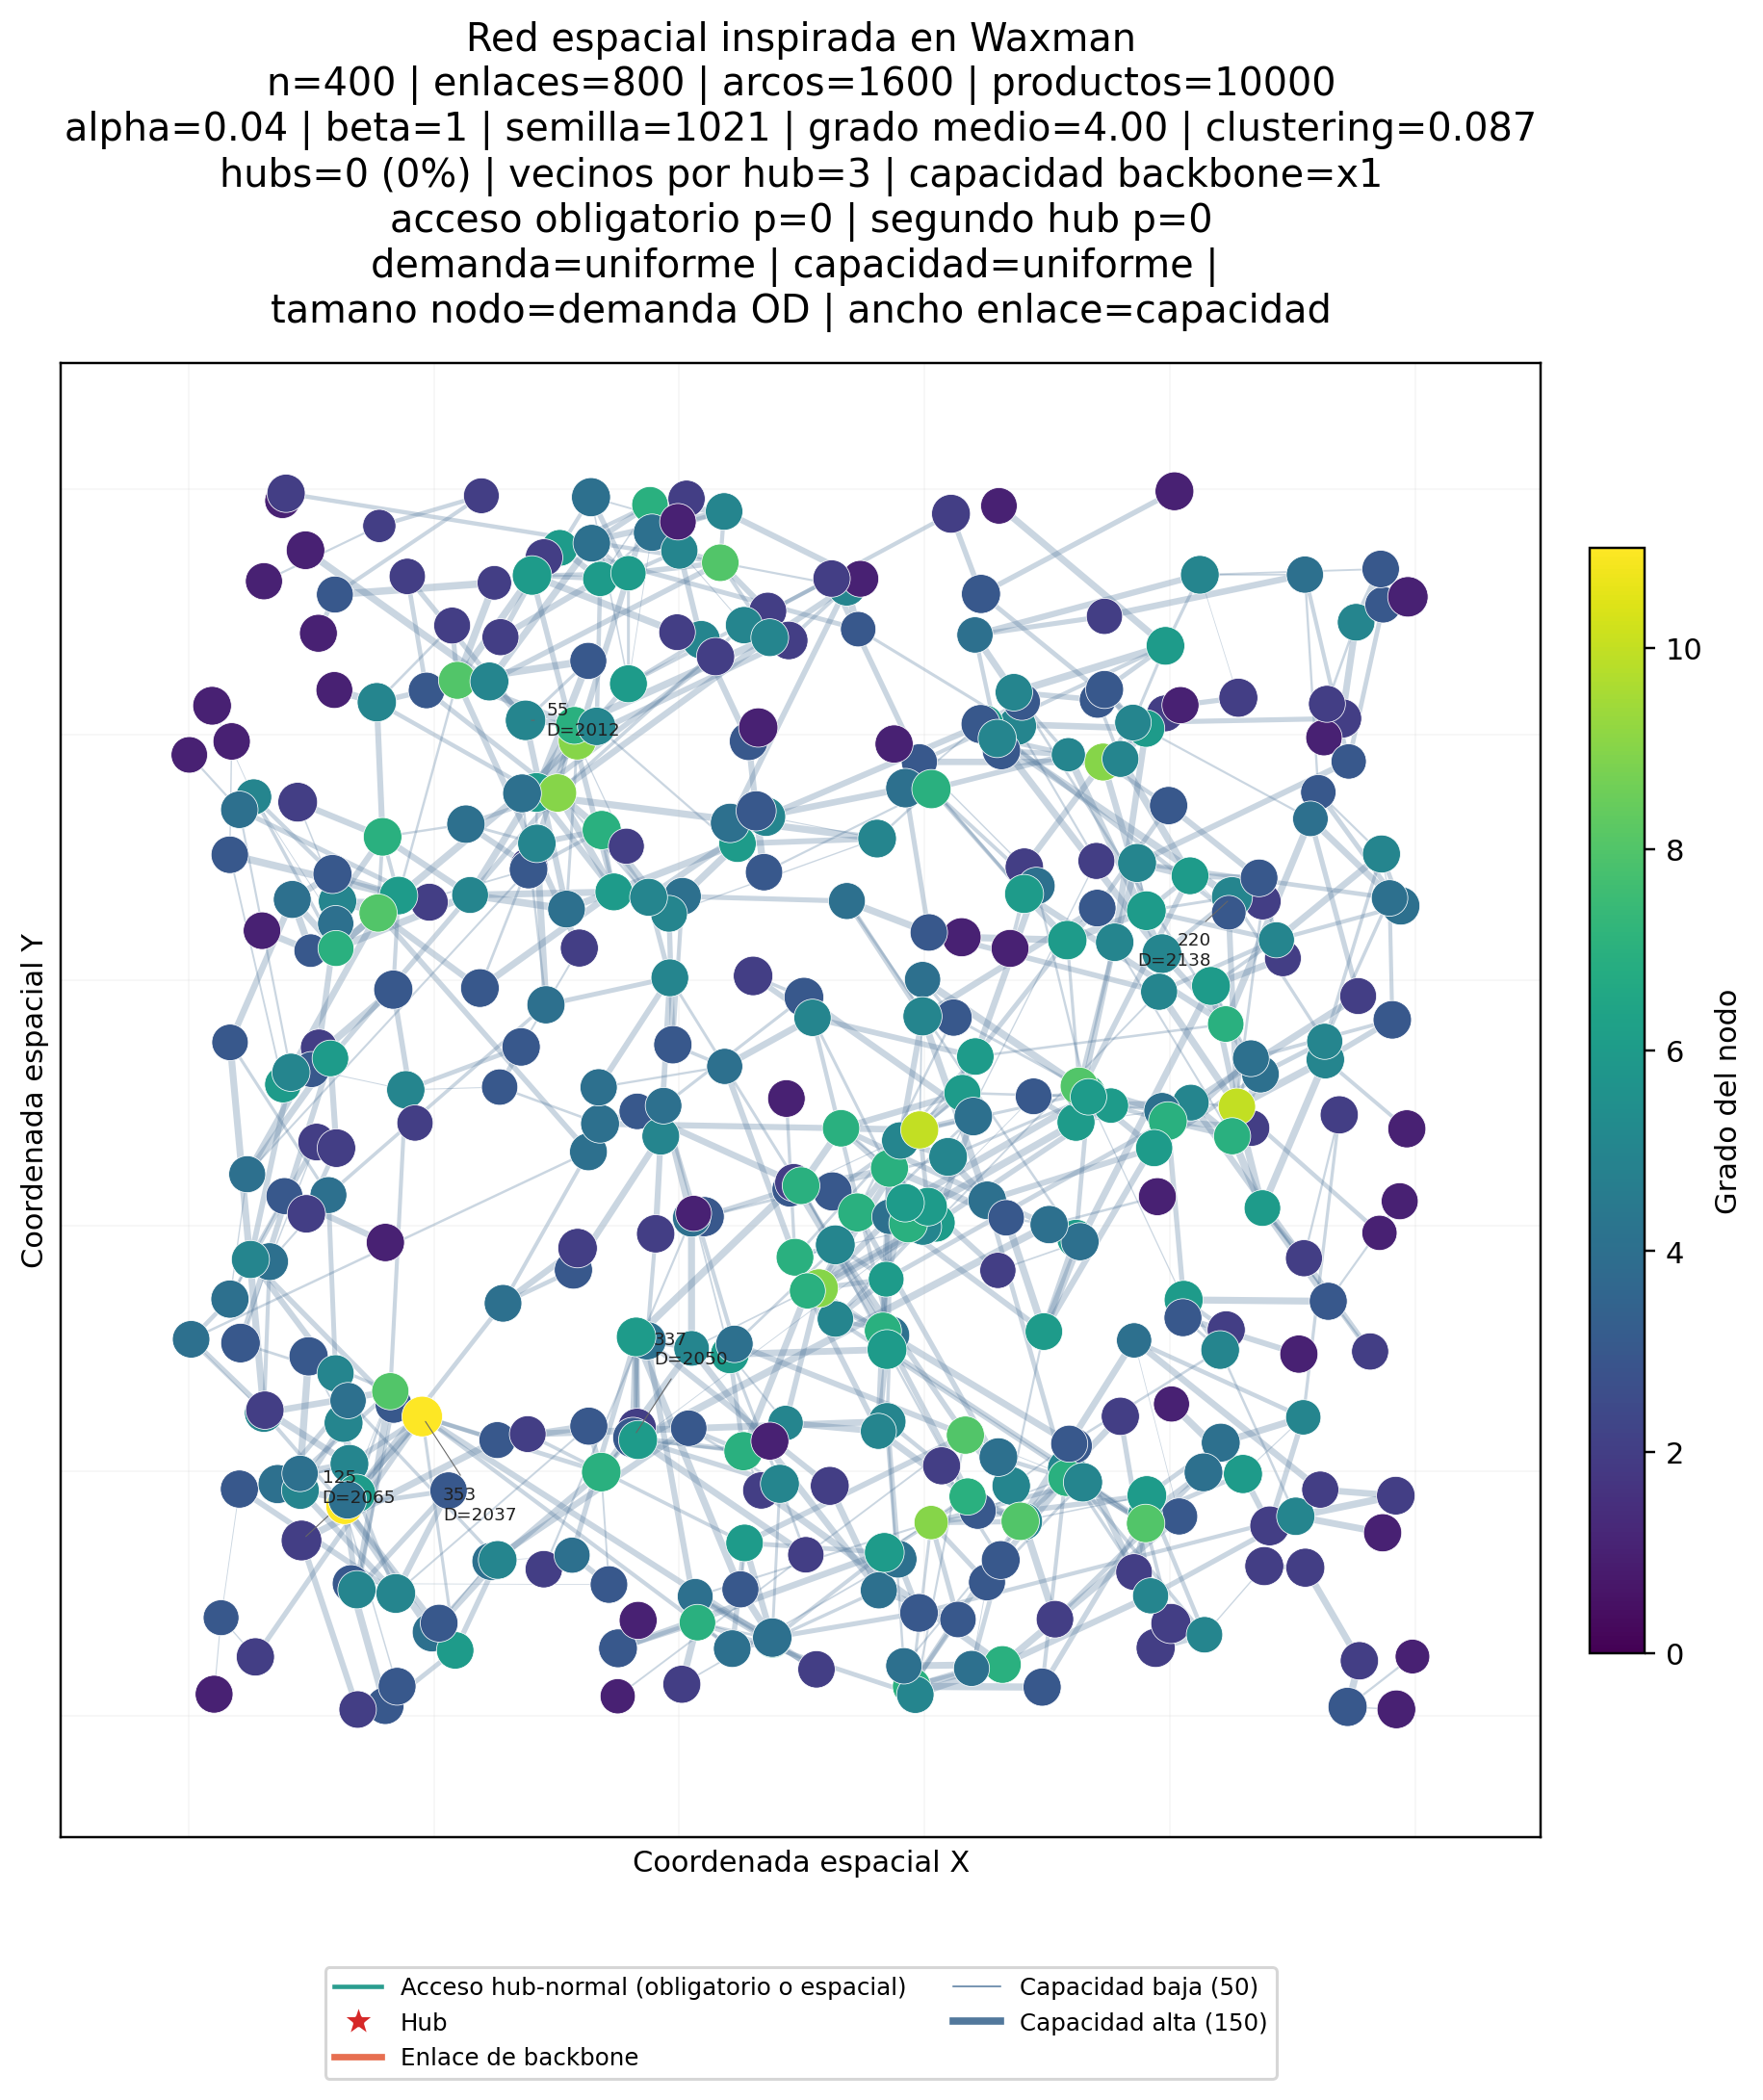 Red espacial inspirada en Waxman
n=400 | enlaces=800 | arcos=1600 | productos=10000
alpha=0.04 | beta=1 | semilla=1021 | grado medio=4.00 | clustering=0.087
hubs=0 (0%) | vecinos por hub=3 | capacidad backbone=x1
acceso obligatorio p=0 | segundo hub p=0
demanda=uniforme | capacidad=uniforme |
tamano nodo=demanda OD | ancho enlace=capacidad
Coordenada espacial Y
55
D=2012
220
D=2138
337
D=2050
125
D=2065
353
D=2037
Coordenada espacial X
10
8
6
4
2
0
Grado del nodo
Acceso hub-normal (obligatorio o espacial)
Hub
Enlace de backbone
Capacidad baja (50)
Capacidad alta (150)